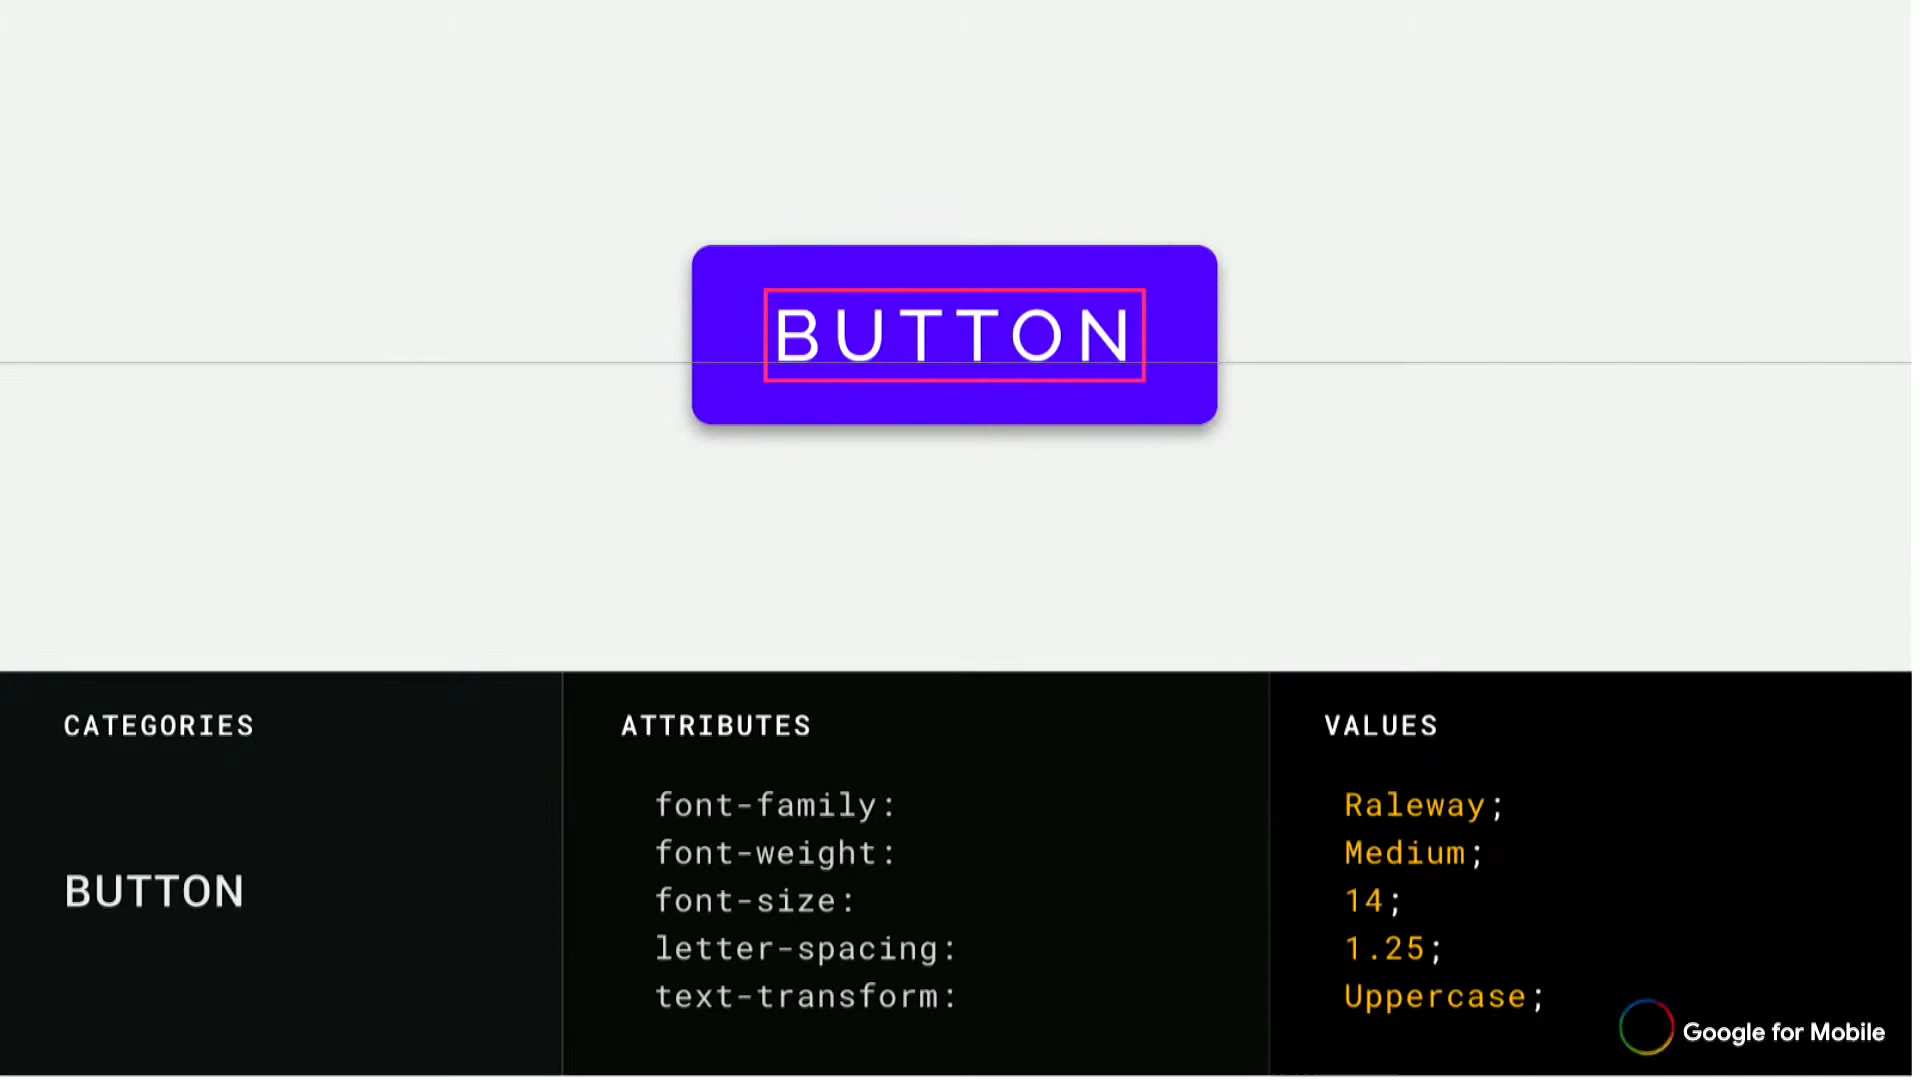 BUTTON
CATEGORIES
BUTTON
ATTRIBUTES
font-family:
font-weight:
font-size:
letter-spacing:
text-transform:
VALUES
Raleway;
Medium;
14;
1.25;
Uppercase;
Google for Mobile